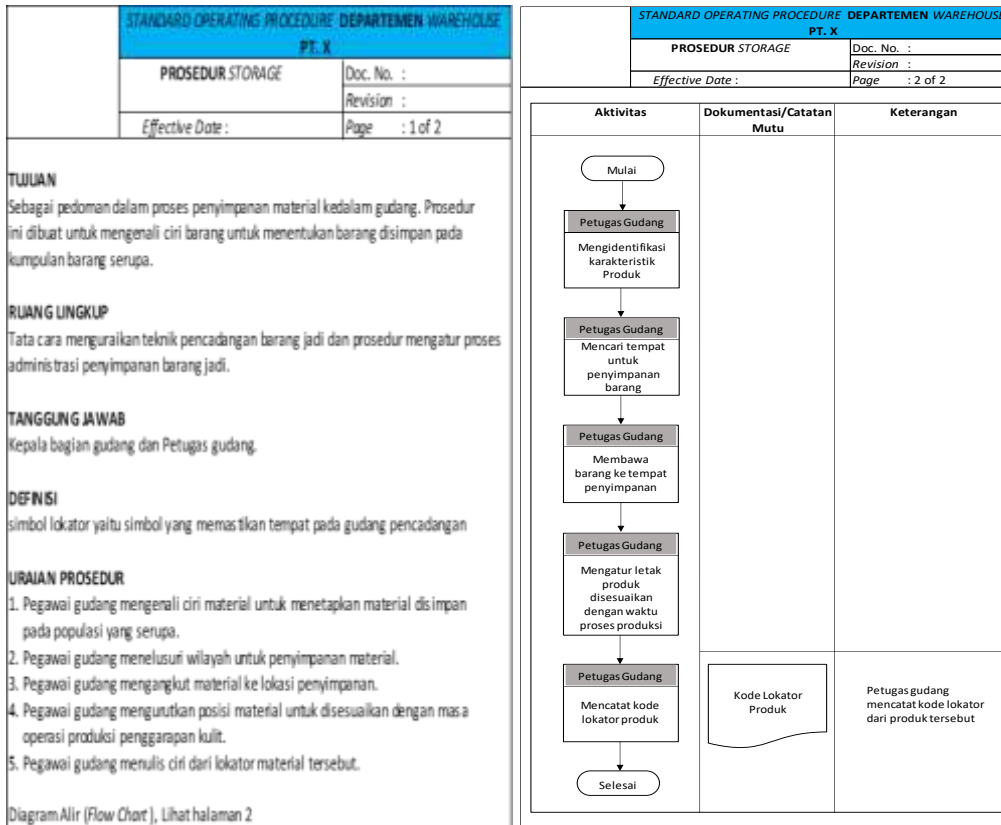 STANDARD OPERATING PROCEDURE DEPARTEMEN WAREHOUSE
PT. X
PROSEDUR STORAGE
Doc. No. :
Revision :
Effective Date :
Page : 1 of 2
TUJUAN
Sebagai pedoman dalam proses penyimpanan material kedalam gudang. Prosedur
ini dibuat untuk mengenali ciri barang untuk menentukan barang disimpan pada
kumpulan barang serupa.
RUANG LINGKUP
Tata cara menguraikan teknik pencadangan barang jadi dan prosedur mengatur proses
administrasi penyimpanan barang jadi.
TANGGUNG JAWAB
Kepala bagian gudang dan Petugas gudang.
DEFINISI
simbol lokator yaitu simbol yang memastikan tempat pada gudang pencadangan
URAIAN PROSEDUR
1. Pegawai gudang mengenali ciri material untuk menetapkan material disimpan
pada populasi yang serupa.
2. Pegawai gudang menelusuri wilayah untuk penyimpanan material.
3. Pegawai gudang mengangkut material ke lokasi penyimpanan.
4. Pegawai gudang mengurutkan posisi material untuk disesuaikan dengan masa
operasi produksi penggarapan kulit.
5. Pegawai gudang menulis ciri dari lokator material tersebut.
Diagram Alir (Flow Chart), Lihat halaman 2
STANDARD OPERATING PROCEDURE DEPARTEMEN WAREHOUSE
PT. X
PROSEDUR STORAGE
Doc. No. :
Revision :
Effective Date :
Page : 2 of 2
Aktivitas
Dokumentasi/Catatan
Mutu
Keterangan
Mulai
Petugas Gudang
Mengidentifikasi
karakteristik
Produk
Petugas Gudang
Mencari tempat
untuk
penyimpanan
barang
Petugas Gudang
Membawa
barang ke tempat
penyimpanan
Petugas Gudang
Mengatur letak
produk
disesuaikan
dengan waktu
proses produksi
Petugas Gudang
Mencatat kode
lokator produk
Kode Lokator
Produk
Petugas gudang
mencatat kode lokator
dari produk tersebut
Selesai